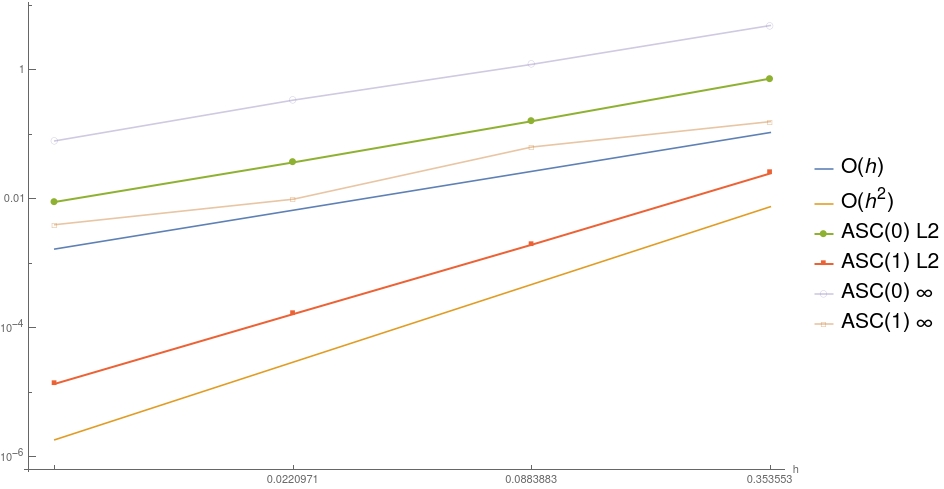 1
0.01
10⁻⁴
10⁻⁶
0.0220971
0.0883883
0.353553
h
O(h)
O(h²)
ASC(0) L2
ASC(1) L2
ASC(0) ∞
ASC(1) ∞